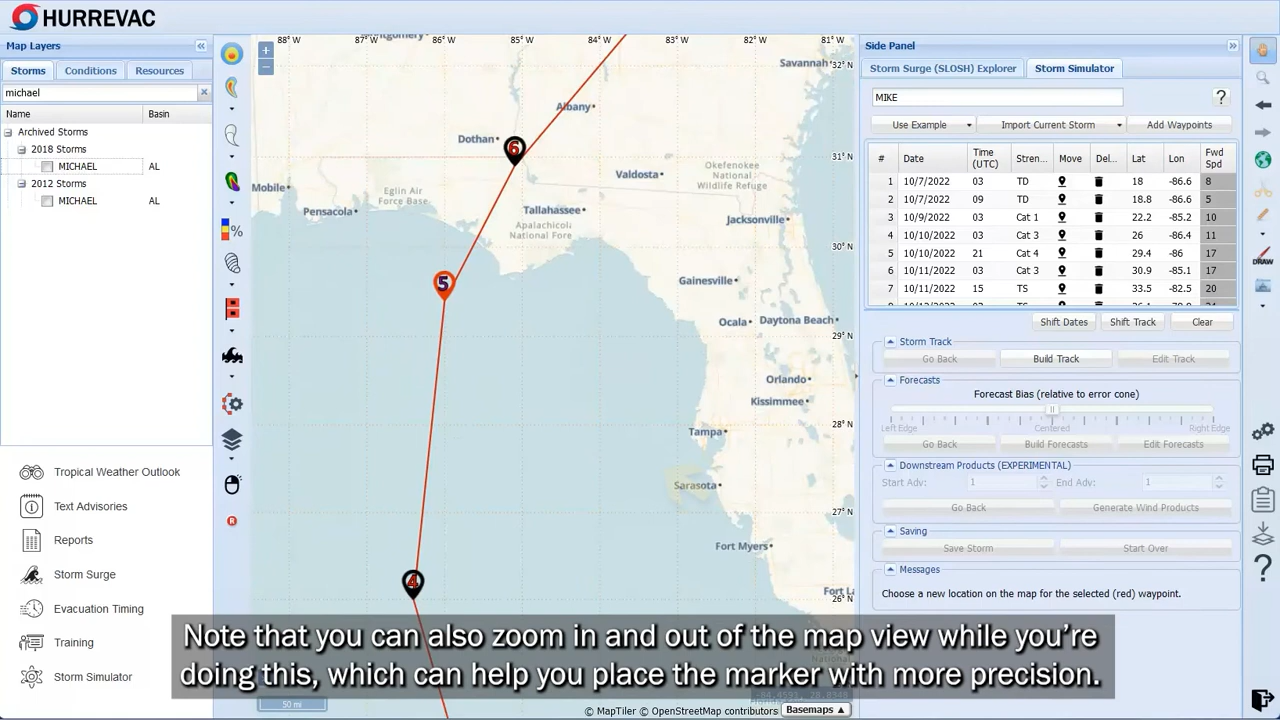 HURREVAC
Map Layers
Storms
Conditions
Resources
michael
Name
Basin
Archived Storms
2018 Storms
MICHAEL
AL
2012 Storms
MICHAEL
AL
Tropical Weather Outlook
Text Advisories
Reports
Storm Surge
Evacuation Timing
Training
Storm Simulator
%
R
+
−
88° W
87° W
86° W
85° W
84° W
83° W
82° W
81° W
32° N
31° N
30° N
29° N
28° N
27° N
26° N
Montgomery
Savannah
Albany
Dothan
6
Mobile
Eglin Air
Force Base
Valdosta
Okefenokee
National
Wildlife Refuge
Pensacola
Tallahassee
Jacksonville
Apalachicola
National Fore
5
Gainesville
Ocala
Daytona Beach
Orlando
Kissimmee
Tampa
Sarasota
Fort Myers
4
Fort L
50 mi
© MapTiler © OpenStreetMap contributors
Basemaps ▲
Side Panel
Storm Surge (SLOSH) Explorer
Storm Simulator
MIKE
?
Use Example
Import Current Storm
Add Waypoints
# Date Time (UTC) Stren... Move Del... Lat Lon Fwd Spd
1 10/7/2022 03 TD 18 -86.6 8
2 10/7/2022 09 TD 18.8 -86.6 5
3 10/9/2022 03 Cat 1 22.2 -85.2 10
4 10/10/2022 03 Cat 3 26 -86.4 11
5 10/10/2022 21 Cat 4 29.4 -86 17
6 10/11/2022 03 Cat 3 30.9 -85.1 17
7 10/11/2022 15 TS 33.5 -82.5 20
Shift Dates
Shift Track
Clear
Storm Track
Go Back
Build Track
Edit Track
Forecasts
Forecast Bias (relative to error cone)
Left Edge
Centered
Right Edge
Go Back
Build Forecasts
Edit Forecasts
Downstream Products (EXPERIMENTAL)
Start Adv: 1
End Adv: 1
Go Back
Generate Wind Products
Saving
Save Storm
Start Over
Messages
Choose a new location on the map for the selected (red) waypoint.
DRAW
?
Note that you can also zoom in and out of the map view while you're
doing this, which can help you place the marker with more precision.